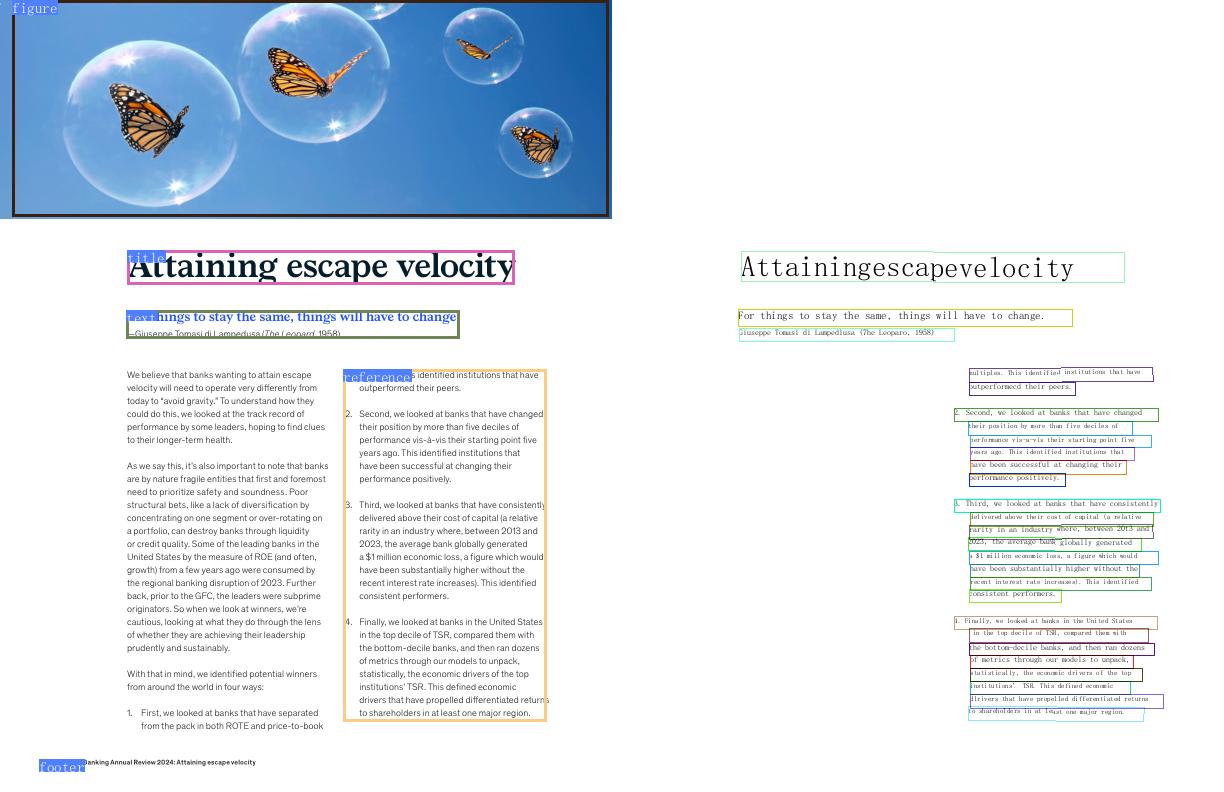 figure
title
Attaining escape velocity
text
things to stay the same, things will have to change
—Giuseppe Tomasi di Lampedusa (The Leopard, 1958)
We believe that banks wanting to attain escape
velocity will need to operate very differently from
today to “avoid gravity.” To understand how they
could do this, we looked at the track record of
performance by some leaders, hoping to find clues
to their longer-term health.
As we say this, it’s also important to note that banks
are by nature fragile entities that first and foremost
need to prioritize safety and soundness. Poor
structural bets, like a lack of diversification by
concentrating on one segment or over-rotating on
a portfolio, can destroy banks through liquidity
or credit quality. Some of the leading banks in the
United States by the measure of ROE (and often,
growth) from a few years ago were consumed by
the regional banking disruption of 2023. Further
back, prior to the GFC, the leaders were subprime
originators. So when we look at winners, we’re
cautious, looking at what they do through the lens
of whether they are achieving their leadership
prudently and sustainably.
With that in mind, we identified potential winners
from around the world in four ways:
1. First, we looked at banks that have separated
from the pack in both ROTE and price-to-book
reference
identified institutions that have
outperformed their peers.
2. Second, we looked at banks that have changed
their position by more than five deciles of
performance vis-à-vis their starting point five
years ago. This identified institutions that
have been successful at changing their
performance positively.
3. Third, we looked at banks that have consistently
delivered above their cost of capital (a relative
rarity in an industry where, between 2013 and
2023, the average bank globally generated
a $1 million economic loss, a figure which would
have been substantially higher without the
recent interest rate increases). This identified
consistent performers.
4. Finally, we looked at banks in the United States
in the top decile of TSR, compared them with
the bottom-decile banks, and then ran dozens
of metrics through our models to unpack,
statistically, the economic drivers of the top
institutions’ TSR. This defined economic
drivers that have propelled differentiated returns
to shareholders in at least one major region.
footer
Banking Annual Review 2024: Attaining escape velocity
Attainingescapevelocity
For things to stay the same, things will have to change.
Giuseppe Tomasi di Lampedlusa (The Leoparo, 1958)
multiples. This identified institutions that have
outperformecd their peers.
2. Second, we looked at banks that have changed
their position by more than five deciles of
performance vis-a-vis their starting point five
years ago. This identified institutions that
have been successful at changing their
performance positively.
3. Third, we looked at banks that have consistently
delivered above their cost of capital (a relative
rarity in an industry where, between 2013 and
2023, the average bank globally generated
a $1 million economic loss, a figure which would
have been substantially higher without the
recent interest rate increases). This identified
consistent performers.
4. Finally, we looked at banks in the United States
in the top decile of TSR, compared them with
the bottom-decile banks, and then ran dozens
of metrics through our models to unpack,
statistically, the economic drivers of the top
institutions' TSR. This defined economic
dlrivers that have propelled differentiated returns
to shareholders in at least one major region.